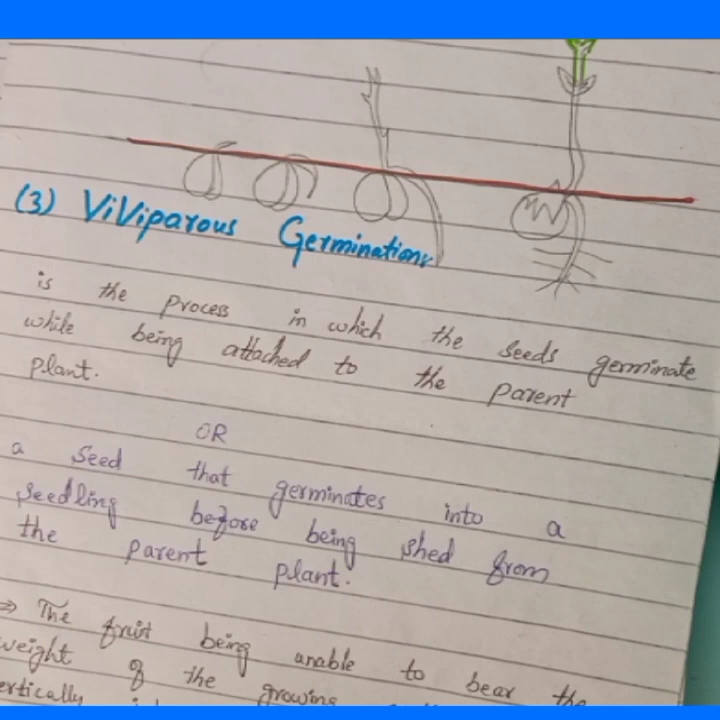 (3) ViViparous Germination
is the process in which the seeds germinate
while being attached to the parent
plant.
OR
a seed that germinates into a
seedling before being shed from
the parent plant.
⇒ The fruit being unable to bear the
weight of the growing
vertically